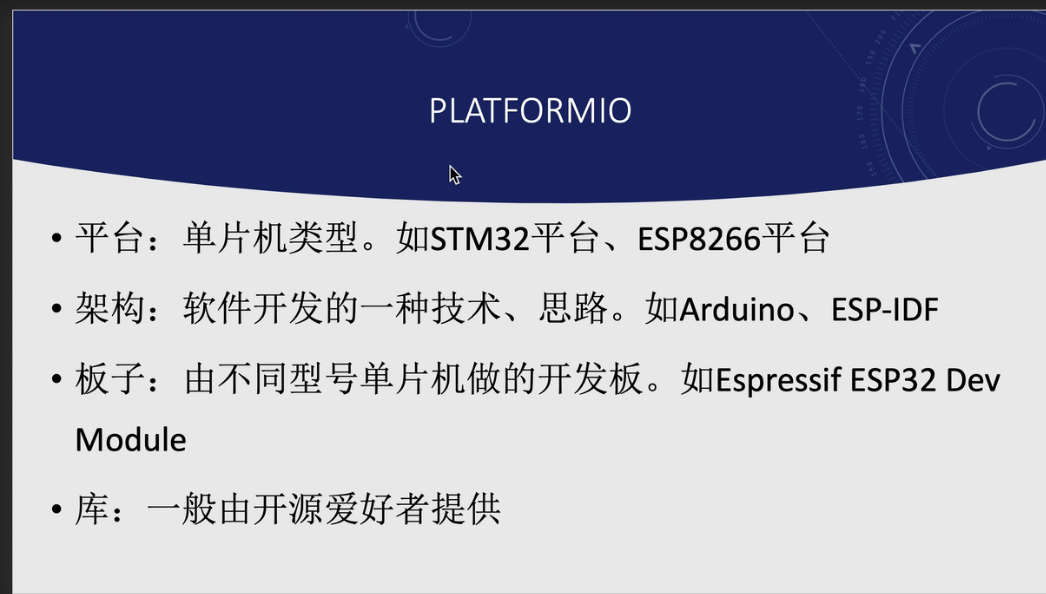 PLATFORMIO
• 平台：单片机类型。如STM32平台、ESP8266平台
• 架构：软件开发的一种技术、思路。如Arduino、ESP-IDF
• 板子：由不同型号单片机做的开发板。如Espressif ESP32 Dev
Module
• 库：一般由开源爱好者提供